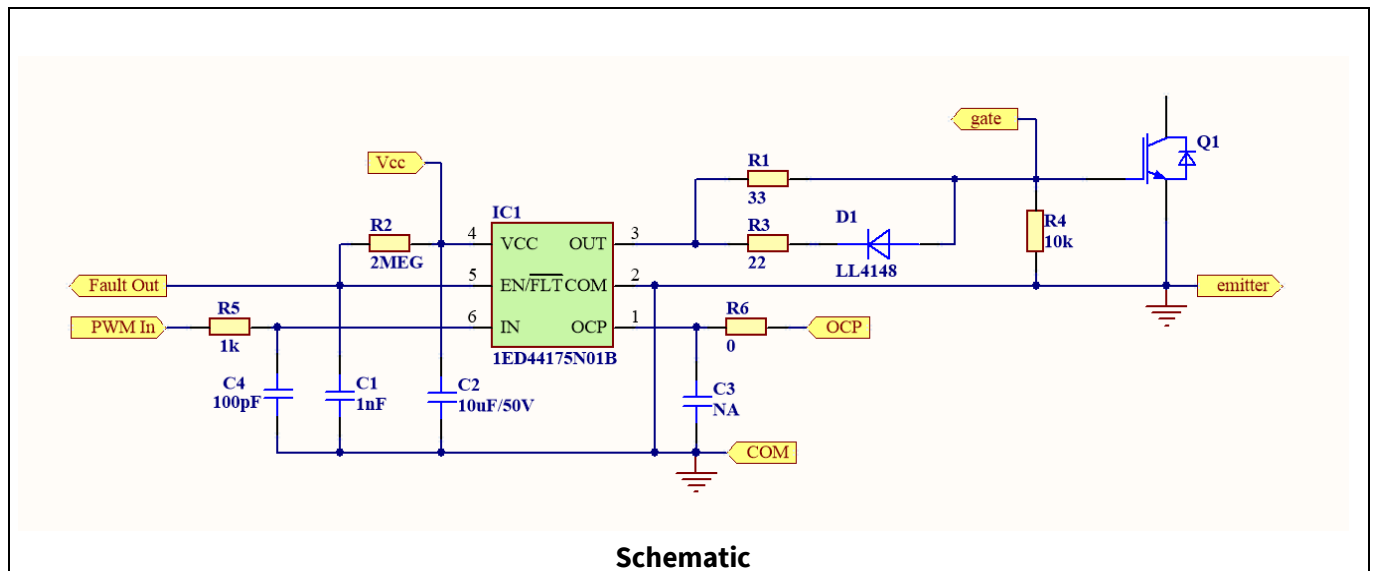 gate
Q1
Vcc
R1
33
R2
2MEG
IC1
4 VCC OUT 3
R3
22
D1
LL4148
R4
10k
Fault Out
5 EN/FLT COM 2
emitter
PWM In
R5
1k
6 IN OCP 1
R6
0
OCP
1ED44175N01B
C4
100pF
C1
1nF
C2
10uF/50V
C3
NA
COM
Schematic